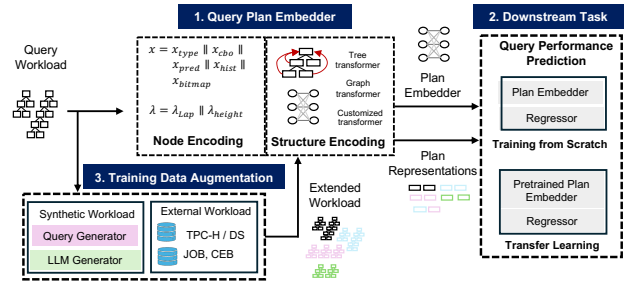 1. Query Plan Embedder
2. Downstream Task
Query
Workload
x = x_type ∥ x_cbo ∥
x_pred ∥ x_hist ∥
x_bitmap
λ = λ_Lap ∥ λ_height
Node Encoding
Tree
transformer
Graph
transformer
Customized
transformer
Structure Encoding
Plan
Embedder
Plan
Representations
Query Performance
Prediction
Plan Embedder
Regressor
Training from Scratch
Pretrained Plan
Embedder
Regressor
Transfer Learning
3. Training Data Augmentation
Synthetic Workload
Query Generator
LLM Generator
External Workload
TPC-H / DS
JOB, CEB
Extended
Workload